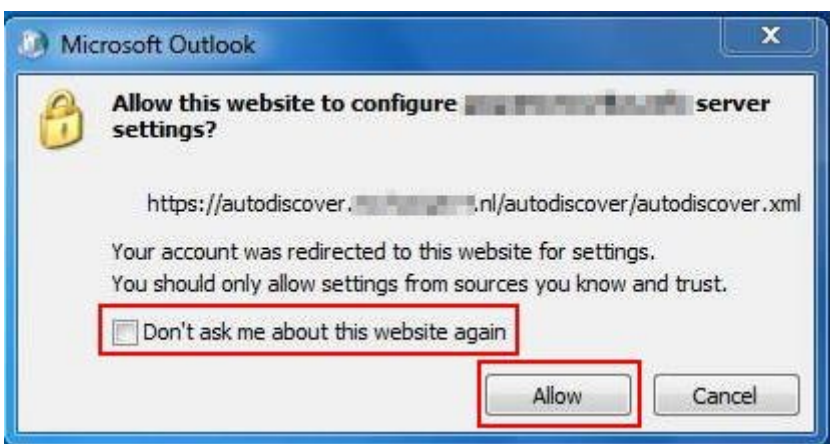 Microsoft Outlook
Allow this website to configure server
settings?
https://autodiscover. .nl/autodiscover/autodiscover.xml
Your account was redirected to this website for settings.
You should only allow settings from sources you know and trust.
Don't ask me about this website again
Allow Cancel